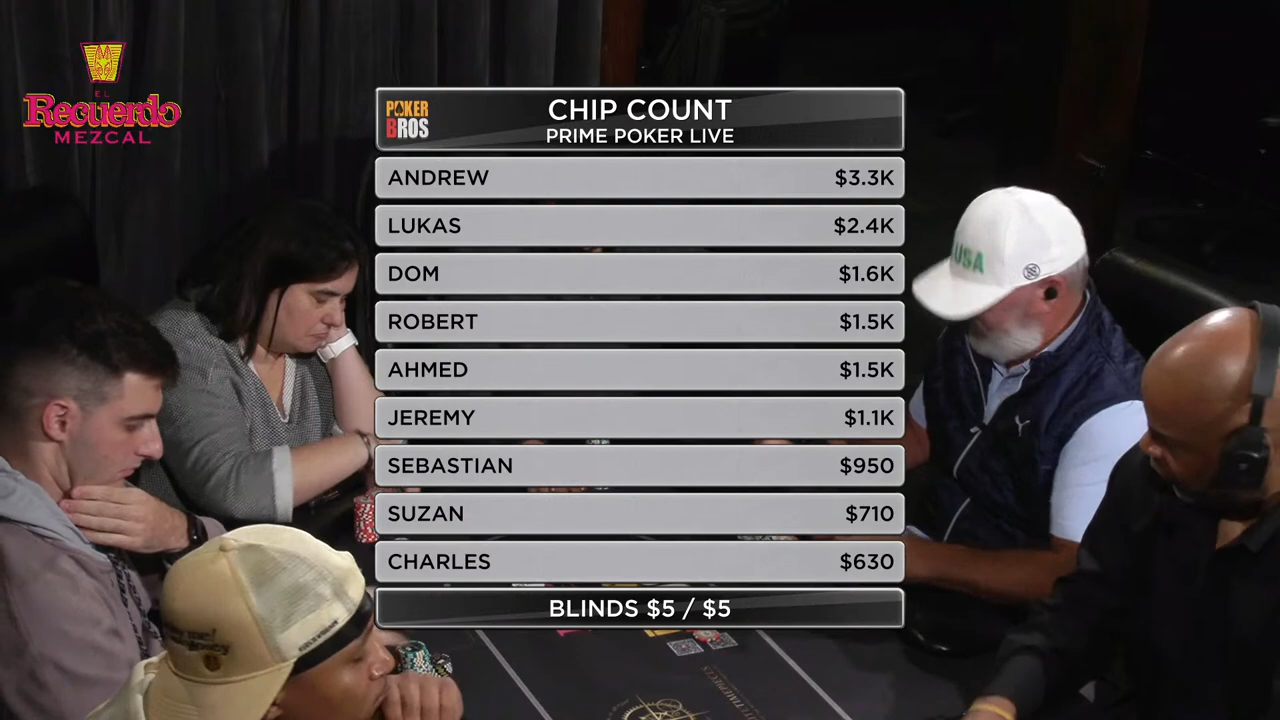 EL
Recuerdo
MEZCAL
POKER
BROS
CHIP COUNT
PRIME POKER LIVE
ANDREW $3.3K
LUKAS $2.4K
DOM $1.6K
ROBERT $1.5K
AHMED $1.5K
JEREMY $1.1K
SEBASTIAN $950
SUZAN $710
CHARLES $630
BLINDS $5 / $5
USA